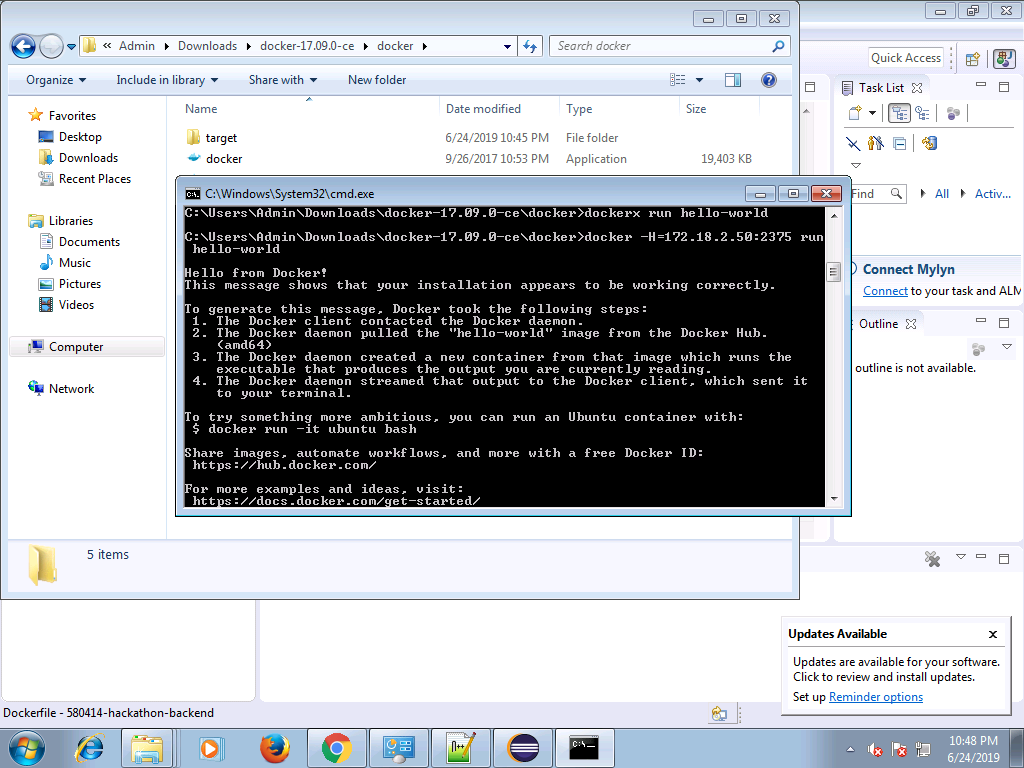 Quick Access
« Admin Downloads docker-17.09.0-ce docker
Search docker
Organize Include in library Share with New folder
Task List
Favorites
Desktop
Downloads
Recent Places
Libraries
Documents
Music
Pictures
Videos
Computer
Network
Name Date modified Type Size
target 6/24/2019 10:45 PM File folder
docker 9/26/2017 10:53 PM Application 19,403 KB
C:\Windows\System32\cmd.exe
C:\Users\Admin\Downloads\docker-17.09.0-ce\docker>dockerx run hello-world
C:\Users\Admin\Downloads\docker-17.09.0-ce\docker>docker -H=172.18.2.50:2375 run
hello-world
Hello from Docker!
This message shows that your installation appears to be working correctly.
To generate this message, Docker took the following steps:
1. The Docker client contacted the Docker daemon.
2. The Docker daemon pulled the "hello-world" image from the Docker Hub.
(amd64)
3. The Docker daemon created a new container from that image which runs the
executable that produces the output you are currently reading.
4. The Docker daemon streamed that output to the Docker client, which sent it
to your terminal.
To try something more ambitious, you can run an Ubuntu container with:
$ docker run -it ubuntu bash
Share images, automate workflows, and more with a free Docker ID:
https://hub.docker.com/
For more examples and ideas, visit:
https://docs.docker.com/get-started/
Find All Activ...
Connect Mylyn
Connect to your task and ALM
Outline
outline is not available.
5 items
Updates Available
Updates are available for your software.
Click to review and install updates.
Set up Reminder options
Dockerfile - 580414-hackathon-backend
10:48 PM
6/24/2019